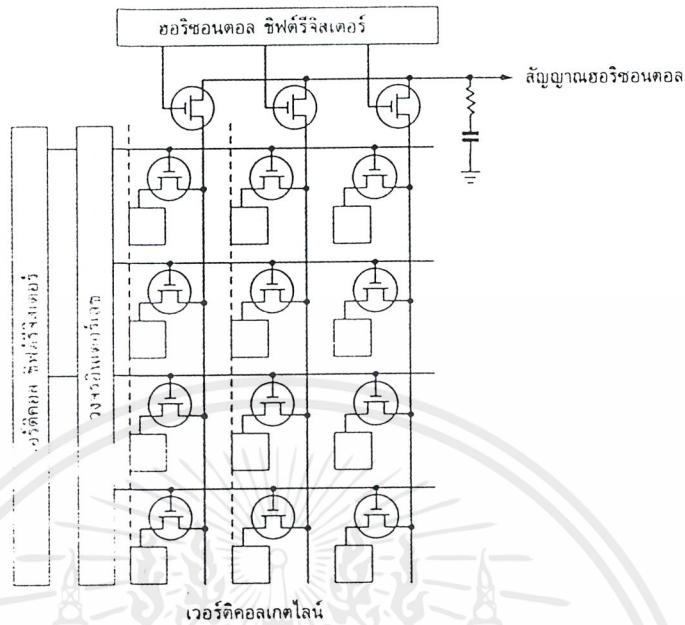 ฮอริซอนตอล ชิฟต์รีจิสเตอร์
สัญญาณฮอริซอนตอล
เวอร์ติคอล ชิฟต์รีจิสเตอร์
วงจรอินเตอร์เลซ
เวอร์ติคอลเกตไลน์